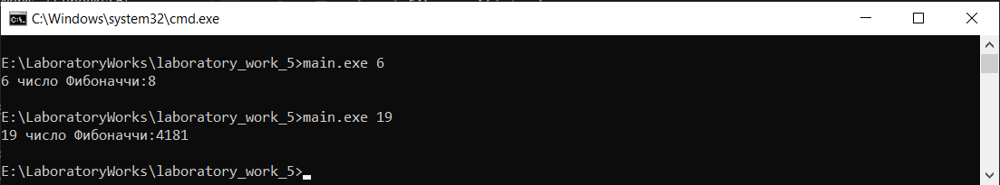 C:\Windows\system32\cmd.exe
E:\LaboratoryWorks\laboratory_work_5>main.exe 6
6 число Фибоначчи:8
E:\LaboratoryWorks\laboratory_work_5>main.exe 19
19 число Фибоначчи:4181
E:\LaboratoryWorks\laboratory_work_5>